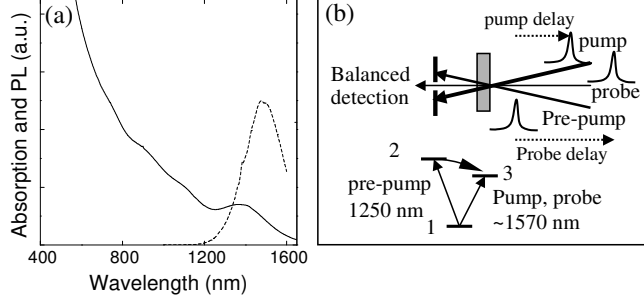 (a)
Absorption and PL (a.u.)
400 800 1200 1600
Wavelength (nm)
(b)
pump delay
pump
Balanced
detection
probe
Pre-pump
Probe delay
2
3
pre-pump
1250 nm
Pump, probe
~1570 nm
1